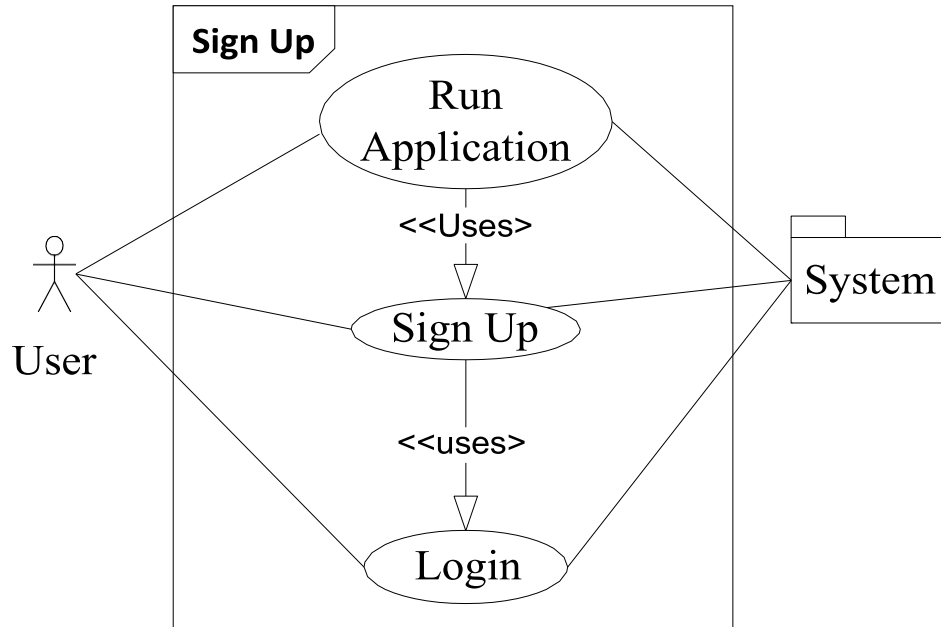 Sign Up
Run
Application
<<Uses>
System
Sign Up
User
<<uses>
Login